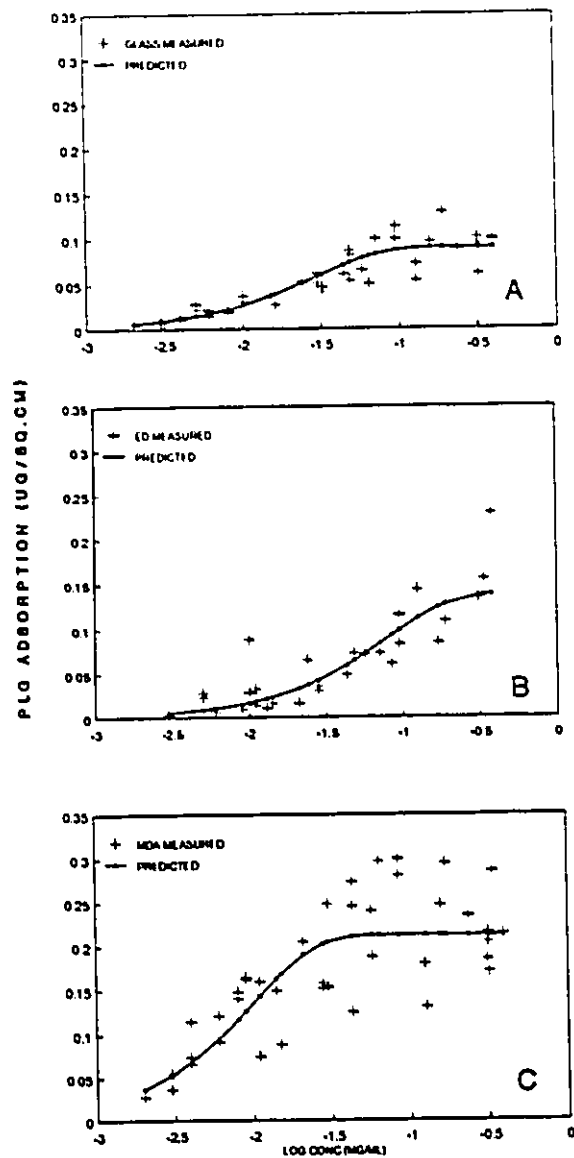 0.35
+ GLASS MEASURED
PREDICTED
0.3
0.25
0.2
0.15
0.1
0.05
0
A
-3 -2.5 -2 -1.5 -1 -0.5 0
PLG ADSORPTION (UG/SQ.CM)
0.35
+ ED MEASURED
PREDICTED
0.3
0.25
0.2
0.15
0.1
0.05
0
B
-3 -2.5 -2 -1.5 -1 -0.5 0
0.35
+ MDA MEASURED
PREDICTED
0.3
0.25
0.2
0.15
0.1
0.05
0
C
-3 -2.5 -2 -1.5 -1 -0.5 0
LOG CONC (MG/ML)